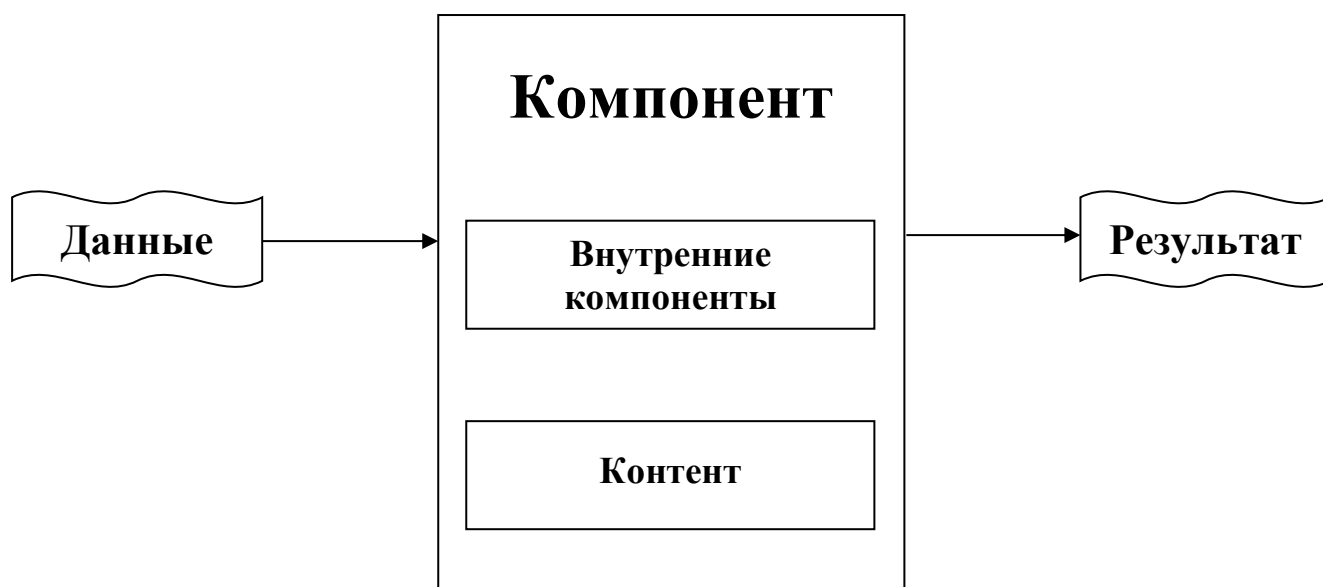 Компонент
Данные
Внутренние
компоненты
Результат
Контент